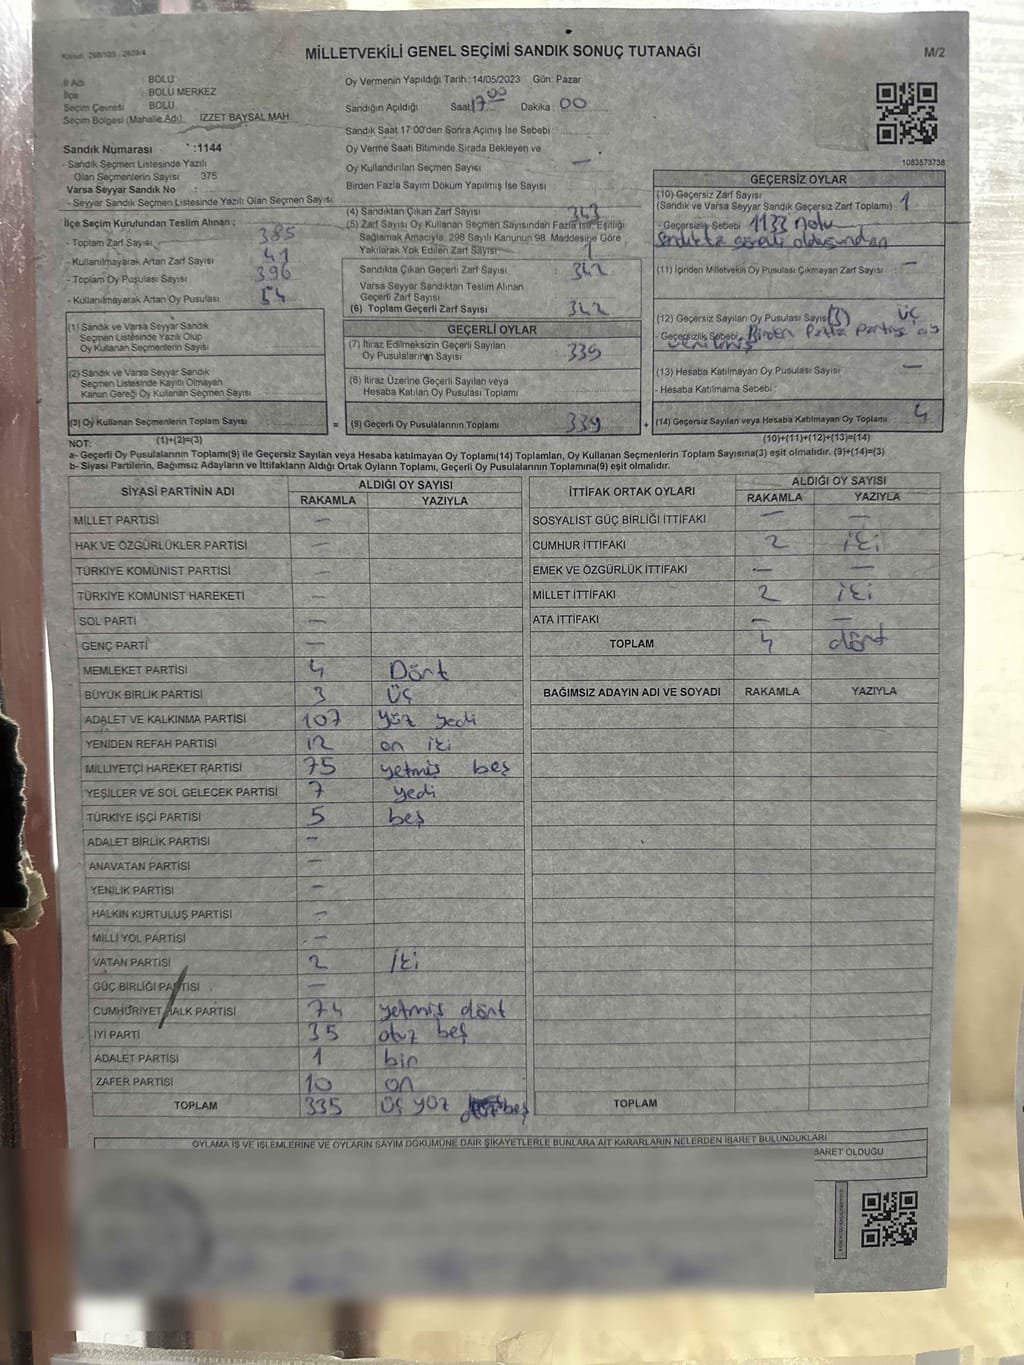 MİLLETVEKİLİ GENEL SEÇİMİ SANDIK SONUÇ TUTANAĞI
M/2
İl Adı : BOLU
İlçe : BOLU MERKEZ
Seçim Çevresi : BOLU
Seçim Bölgesi (Mahalle Adı) : İZZET BAYSAL MAH.
Oy Vermenin Yapıldığı Tarih :14/05/2023 Gün: Pazar
Sandığın Açıldığı Saat 17 00 Dakika : 00
Sandık Saat 17:00'den Sonra Açımış İse Sebebi :
Oy Verme Saati Bitiminde Sırada Bekleyen ve
Oy Kullandırılan Seçmen Sayısı —
Birden Fazla Sayım Döküm Yapılmış İse Sayısı
1083573738
Sandık Numarası :1144
- Sandık Seçmen Listesinde Yazılı
Olan Seçmenlerin Sayısı 375
Varsa Seyyar Sandık No :
- Seyyar Sandık Seçmen Listesinde Yazılı Olan Seçmen Sayısı
İlçe Seçim Kurulundan Teslim Alınan ;
- Toplam Zarf Sayısı 385
- Kullanılmayarak Artan Zarf Sayısı 41
- Toplam Oy Pusulası Sayısı 396
- Kullanılmayarak Artan Oy Pusulası 54
(1) Sandık ve Varsa Seyyar Sandık
Seçmen Listesinde Yazılı Olup
Oy Kullanan Seçmenlerin Sayısı
(2) Sandık ve Varsa Seyyar Sandık
Seçmen Listesinde Kayıtlı Olmayan
Kanun Gereği Oy Kullanan Seçmen Sayısı
(3) Oy Kullanan Seçmenlerin Toplam Sayısı
(1)+(2)=(3)
(4) Sandıktan Çıkan Zarf Sayısı 343
(5) Zarf Sayısı Oy Kullanan Seçmen Sayısından Fazla İse, Eşitliği
Sağlamak Amacıyla, 298 Sayılı Kanunun 98. Maddesine Göre
Yakılarak Yok Edilen Zarf Sayısı 1
Sandıkta Çıkan Geçerli Zarf Sayısı 342
Varsa Seyyar Sandıktan Teslim Alınan
Geçerli Zarf Sayısı
(6) Toplam Geçerli Zarf Sayısı 342
GEÇERLİ OYLAR
(7) İtiraz Edilmeksizin Geçerli Sayılan
Oy Pusulalarının Sayısı 339
(8) İtiraz Üzerine Geçerli Sayılan veya
Hesaba Katılan Oy Pusulası Toplamı
= (9) Geçerli Oy Pusulalarının Toplamı 339
GEÇERSİZ OYLAR
(10) Geçersiz Zarf Sayısı
(Sandık ve Varsa Seyyar Sandık Geçersiz Zarf Toplamı) : 1
- Geçersizlik Sebebi 1133 nolu
sandıkta görevli olduğundan
(11) İçinden Milletvekili Oy Pusulası Çıkmayan Zarf Sayısı : —
(12) Geçersiz Sayılan Oy Pusulası Sayısı (3) üç
- Geçersizlik Sebebi : Birden Fazla Partiye oy
verilmiş
(13) Hesaba Katılmayan Oy Pusulası Sayısı : —
- Hesaba Katılmama Sebebi :
+ (14) Geçersiz Sayılan veya Hesaba Katılmayan Oy Toplamı 4
(10)+(11)+(12)+(13)=(14)
NOT:
a- Geçerli Oy Pusulalarının Toplamı(9) ile Geçersiz Sayılan veya Hesaba katılmayan Oy Toplamı(14) Toplamları, Oy Kullanan Seçmenlerin Toplam Sayısına(3) eşit olmalıdır. (9)+(14)=(3)
b- Siyasi Partilerin, Bağımsız Adayların ve İttifakların Aldığı Ortak Oyların Toplamı, Geçerli Oy Pusulalarının Toplamına(9) eşit olmalıdır.
SİYASİ PARTİNİN ADI ALDIĞI OY SAYISI
RAKAMLA YAZIYLA
MİLLET PARTİSİ —
HAK VE ÖZGÜRLÜKLER PARTİSİ —
TÜRKİYE KOMÜNİST PARTİSİ —
TÜRKİYE KOMÜNİST HAREKETİ —
SOL PARTİ —
GENÇ PARTİ —
MEMLEKET PARTİSİ 4 Dört
BÜYÜK BİRLİK PARTİSİ 3 üç
ADALET VE KALKINMA PARTİSİ 107 yüz yedi
YENİDEN REFAH PARTİSİ 12 on iki
MİLLİYETÇİ HAREKET PARTİSİ 75 yetmiş beş
YEŞİLLER VE SOL GELECEK PARTİSİ 7 yedi
TÜRKİYE İŞÇİ PARTİSİ 5 beş
ADALET BİRLİK PARTİSİ —
ANAVATAN PARTİSİ —
YENİLİK PARTİSİ —
HALKIN KURTULUŞ PARTİSİ —
MİLLİ YOL PARTİSİ —
VATAN PARTİSİ 2 iki
GÜÇ BİRLİĞİ PARTİSİ —
CUMHURİYET HALK PARTİSİ 74 yetmiş dört
İYİ PARTİ 35 otuz beş
ADALET PARTİSİ 1 bir
ZAFER PARTİSİ 10 on
TOPLAM 335 üç yüz beş
İTTİFAK ORTAK OYLARI ALDIĞI OY SAYISI
RAKAMLA YAZIYLA
SOSYALİST GÜÇ BİRLİĞİ İTTİFAKI — —
CUMHUR İTTİFAKI 2 iki
EMEK VE ÖZGÜRLÜK İTTİFAKI — —
MİLLET İTTİFAKI 2 iki
ATA İTTİFAKI — —
TOPLAM 4 dört
BAĞIMSIZ ADAYIN ADI VE SOYADI RAKAMLA YAZIYLA
TOPLAM
OYLAMA İŞ VE İŞLEMLERİNE VE OYLARIN SAYIM DÖKÜMÜNE DAİR ŞİKAYETLERLE BUNLARA AİT KARARLARIN NELERDEN İBARET BULUNDUKLARI
BARET OLDUĞU